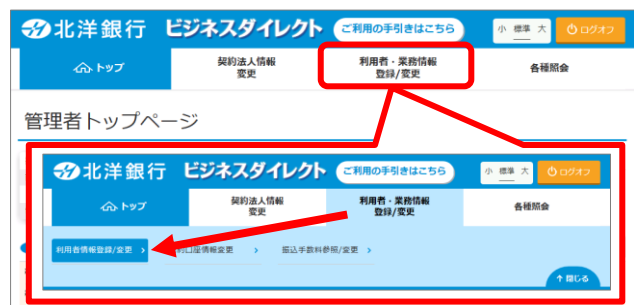 北洋銀行 ビジネスダイレクト ご利用の手引きはこちら 小 標準 大 ログオフ
トップ 契約法人情報 変更 利用者・業務情報 登録/変更 各種照会
管理者トップページ
北洋銀行 ビジネスダイレクト ご利用の手引きはこちら 小 標準 大 ログオフ
トップ 契約法人情報 変更 利用者・業務情報 登録/変更 各種照会
利用者情報登録/変更 口座情報変更 振込手数料参照/変更
閉じる